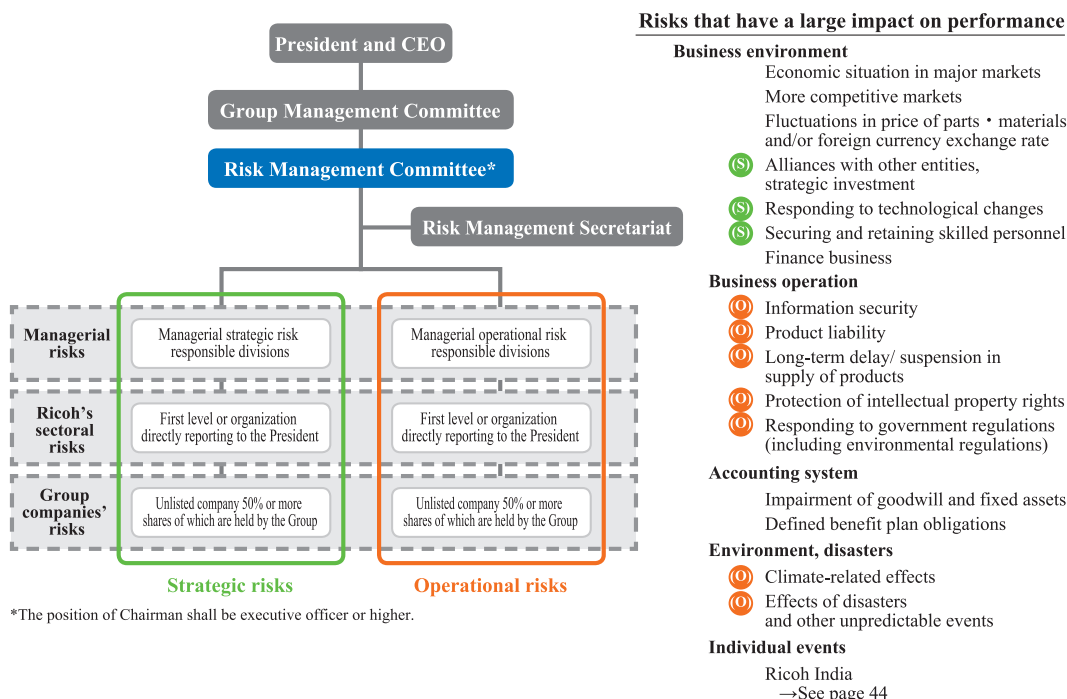 President and CEO
Group Management Committee
Risk Management Committee*
Risk Management Secretariat
Managerial
risks
Managerial strategic risk
responsible divisions
Managerial operational risk
responsible divisions
Ricoh's
sectoral
risks
First level or organization
directly reporting to the President
First level or organization
directly reporting to the President
Group
companies'
risks
Unlisted company 50% or more
shares of which are held by the Group
Unlisted company 50% or more
shares of which are held by the Group
Strategic risks
Operational risks
*The position of Chairman shall be executive officer or higher.
Risks that have a large impact on performance
Business environment
Economic situation in major markets
More competitive markets
Fluctuations in price of parts・materials
and/or foreign currency exchange rate
(S) Alliances with other entities,
strategic investment
(S) Responding to technological changes
(S) Securing and retaining skilled personnel
Finance business
Business operation
(O) Information security
(O) Product liability
(O) Long-term delay/ suspension in
supply of products
(O) Protection of intellectual property rights
(O) Responding to government regulations
(including environmental regulations)
Accounting system
Impairment of goodwill and fixed assets
Defined benefit plan obligations
Environment, disasters
(O) Climate-related effects
(O) Effects of disasters
and other unpredictable events
Individual events
Ricoh India
→See page 44